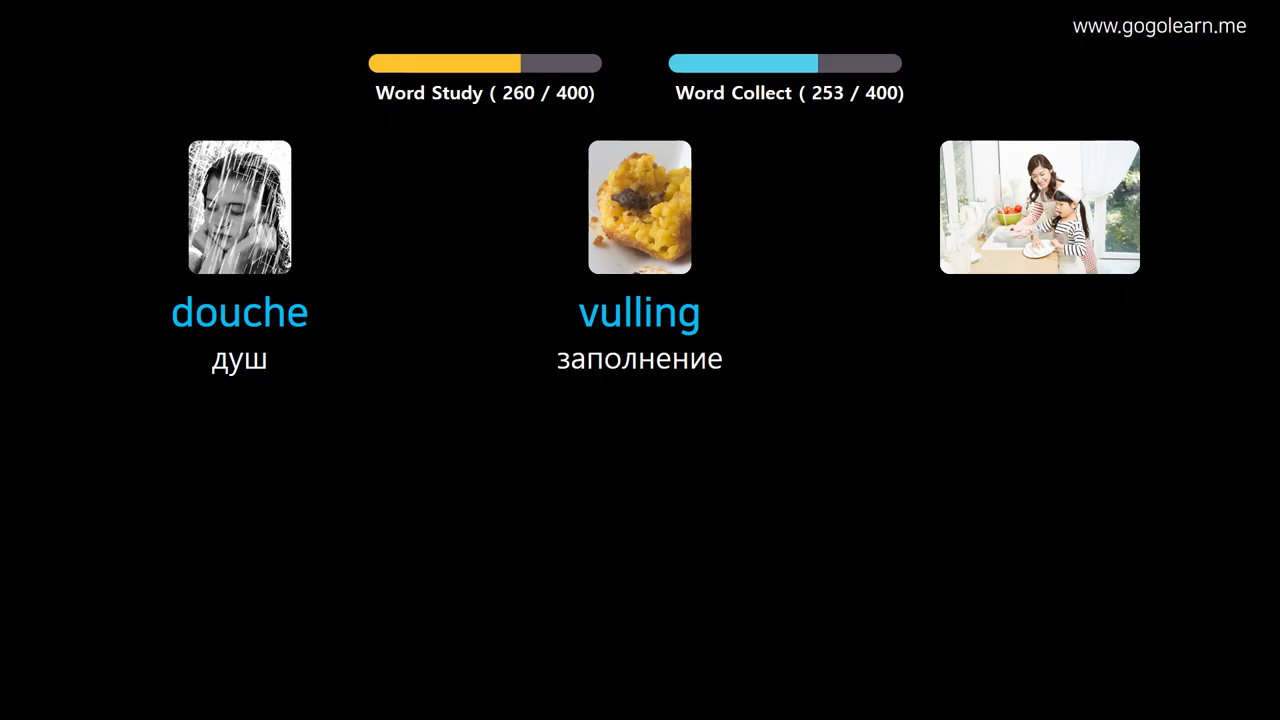 www.gogolearn.me
Word Study ( 260 / 400)
Word Collect ( 253 / 400)
douche
душ
vulling
заполнение